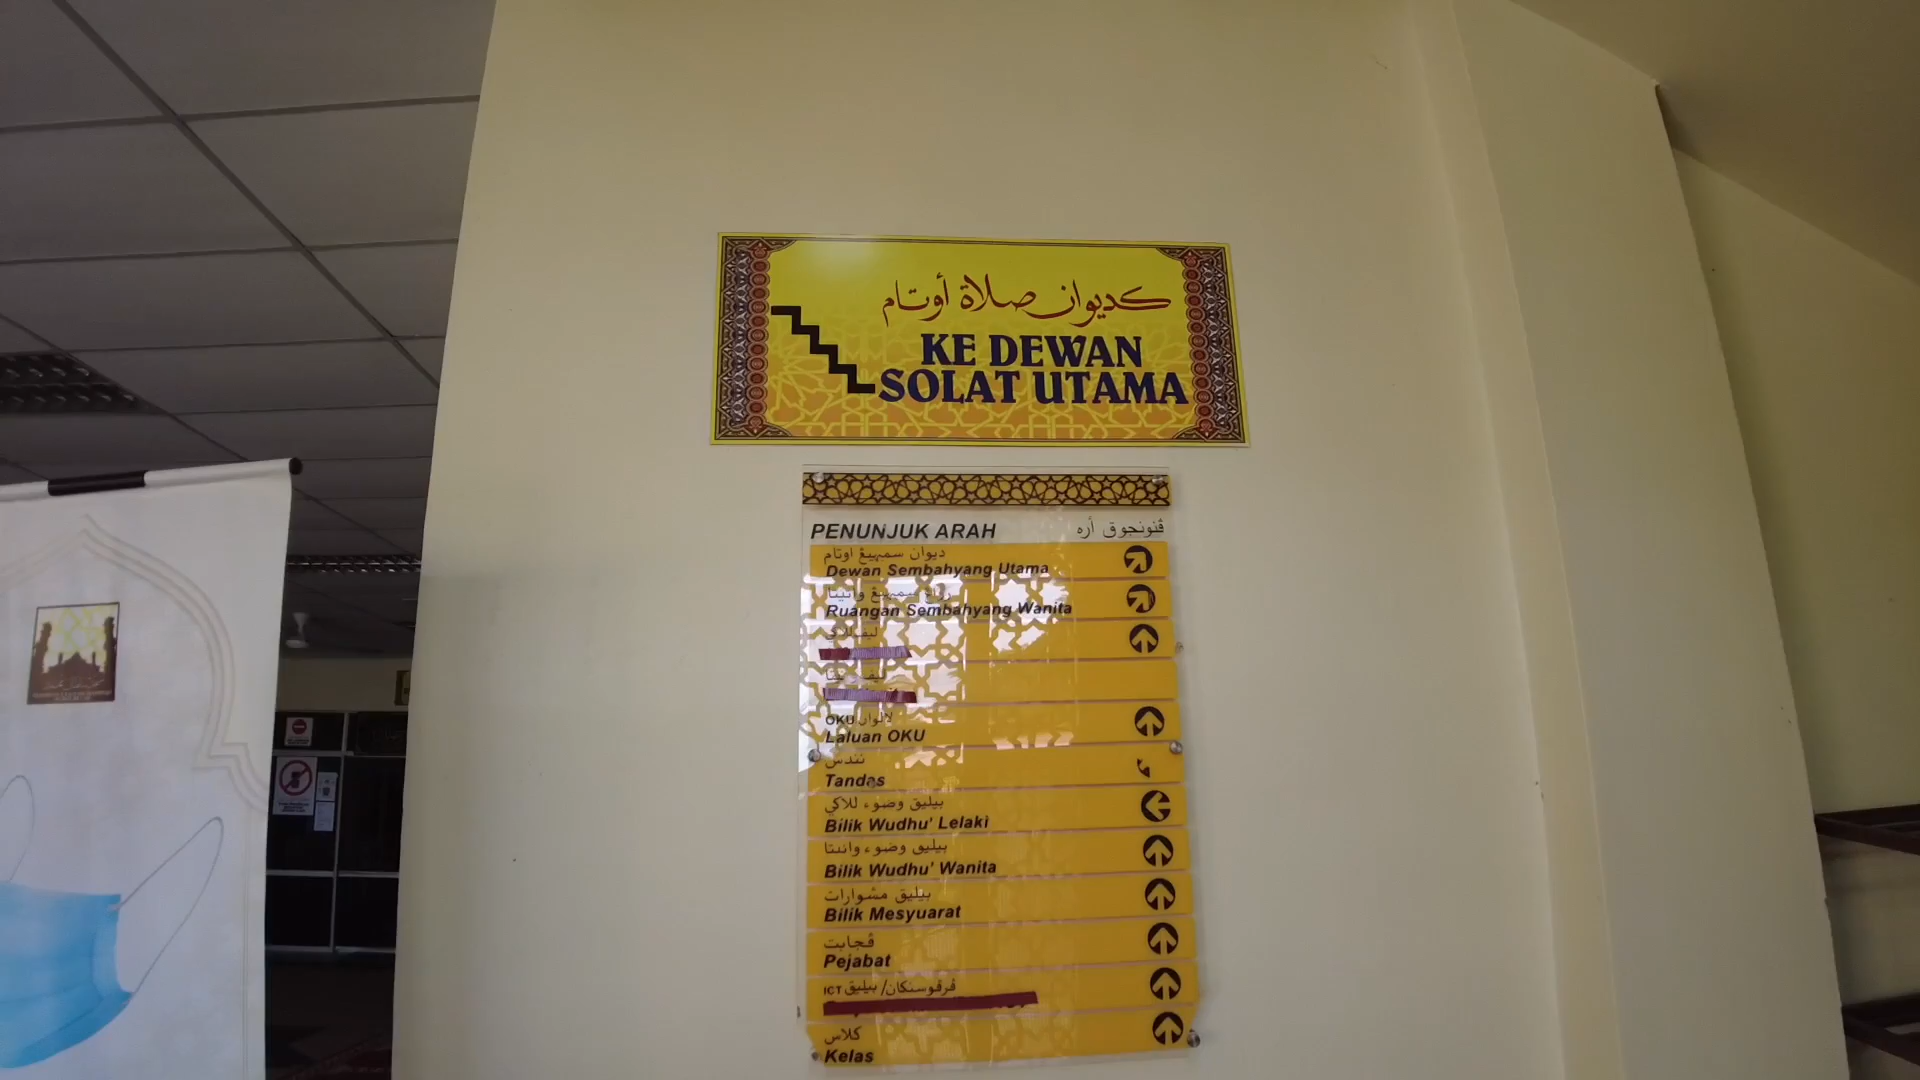 كديوان صلاة أوتام
KE DEWAN
SOLAT UTAMA
PENUNJUK ARAH
ڤنونجوق أره
ديوان سمبهيڠ اوتام
Dewan Sembahyang Utama
Ruangan Sembahyang Wanita
OKU لالوان
Laluan OKU
تندس
Tandas
بيليق وضوء للاكي
Bilik Wudhu' Lelaki
بيليق وضوء وانيتا
Bilik Wudhu' Wanita
بيليق مشوارات
Bilik Mesyuarat
ڤجابت
Pejabat
ڤرڤوستكان/ بيليق ICT
كلاس
Kelas